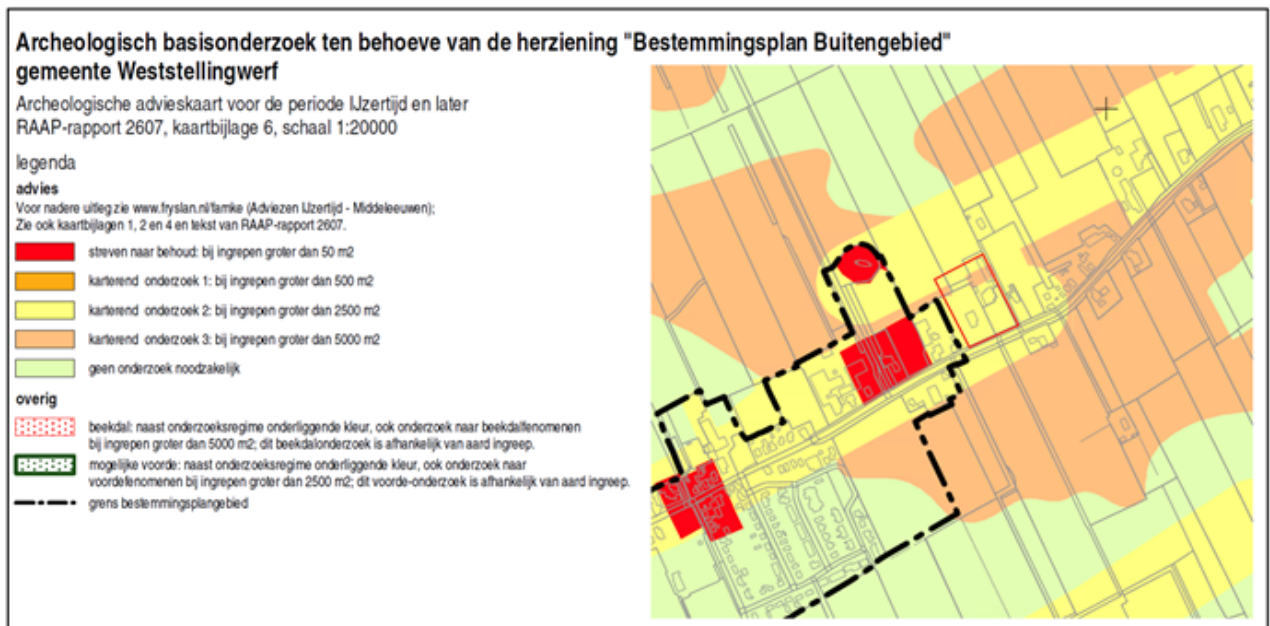 Archeologisch basisonderzoek ten behoeve van de herziening "Bestemmingsplan Buitengebied"
gemeente Weststellingwerf
Archeologische advieskaart voor de periode IJzertijd en later
RAAP-rapport 2607, kaartbijlage 6, schaal 1:20000
legenda
advies
Voor nadere uitleg zie www.fryslan.nl/famke (Adviezen IJzertijd - Middeleeuwen);
Zie ook kaartbijlagen 1, 2 en 4 en tekst van RAAP-rapport 2607.
streven naar behoud: bij ingrepen groter dan 50 m2
karterend onderzoek 1: bij ingrepen groter dan 500 m2
karterend onderzoek 2: bij ingrepen groter dan 2500 m2
karterend onderzoek 3: bij ingrepen groter dan 5000 m2
geen onderzoek noodzakelijk
overig
beekdal: naast onderzoeksregime onderliggende kleur, ook onderzoek naar beekdalfenomenen
bij ingrepen groter dan 5000 m2; dit beekdalonderzoek is afhankelijk van aard ingreep.
mogelijke voorde: naast onderzoeksregime onderliggende kleur, ook onderzoek naar
voordefenomenen bij ingrepen groter dan 2500 m2; dit voorde-onderzoek is afhankelijk van aard ingreep.
grens bestemmingsplangebied